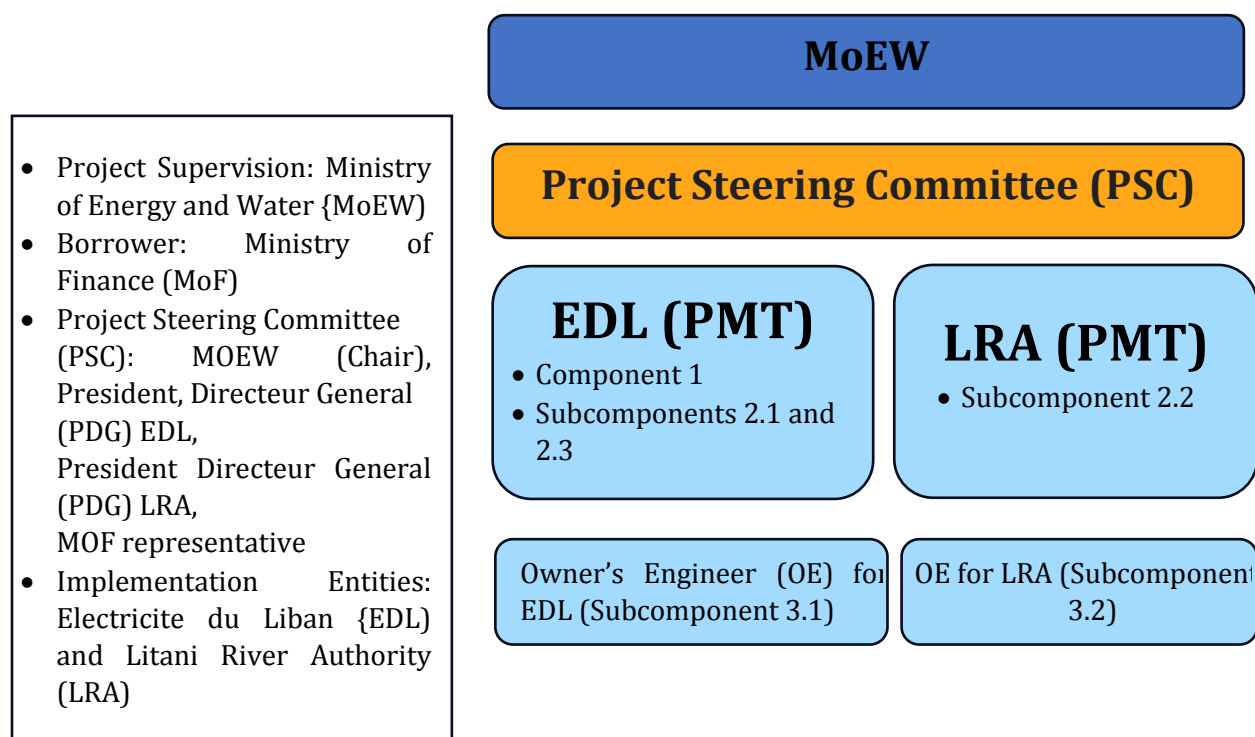 MoEW
Project Steering Committee (PSC)
• Project Supervision: Ministry
of Energy and Water {MoEW)
• Borrower: Ministry of
Finance (MoF)
• Project Steering Committee
(PSC): MOEW (Chair),
President, Directeur General
(PDG) EDL,
President Directeur General
(PDG) LRA,
MOF representative
• Implementation Entities:
Electricite du Liban {EDL)
and Litani River Authority
(LRA)
EDL (PMT)
• Component 1
• Subcomponents 2.1 and
2.3
LRA (PMT)
• Subcomponent 2.2
Owner’s Engineer (OE) for
EDL (Subcomponent 3.1)
OE for LRA (Subcomponent
3.2)